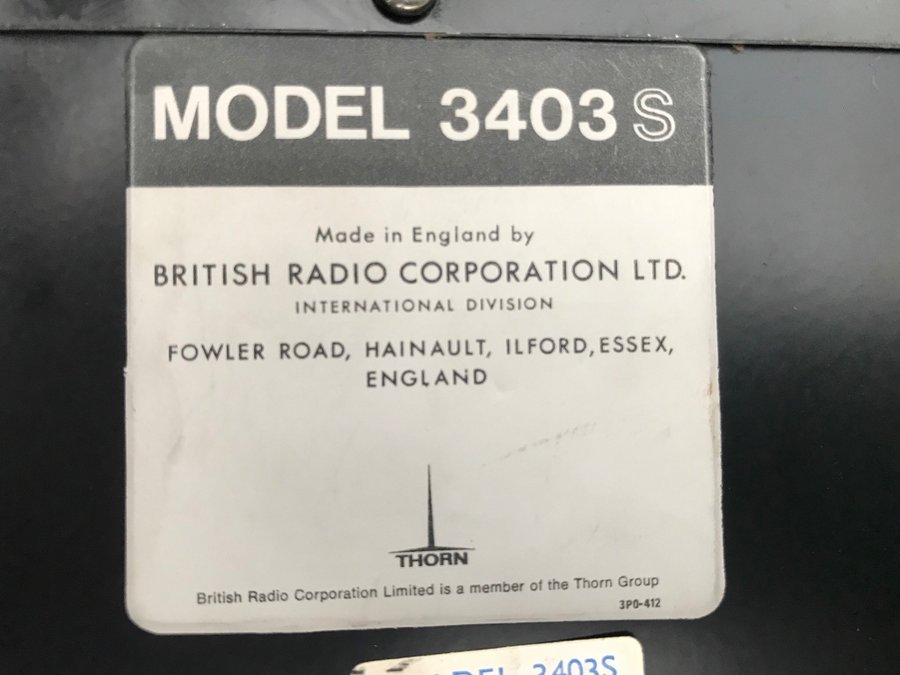 MODEL 3403 S
Made in England by
BRITISH RADIO CORPORATION LTD.
INTERNATIONAL DIVISION
FOWLER ROAD, HAINAULT, ILFORD, ESSEX,
ENGLAND
THORN
British Radio Corporation Limited is a member of the Thorn Group
3P0-412
3403S